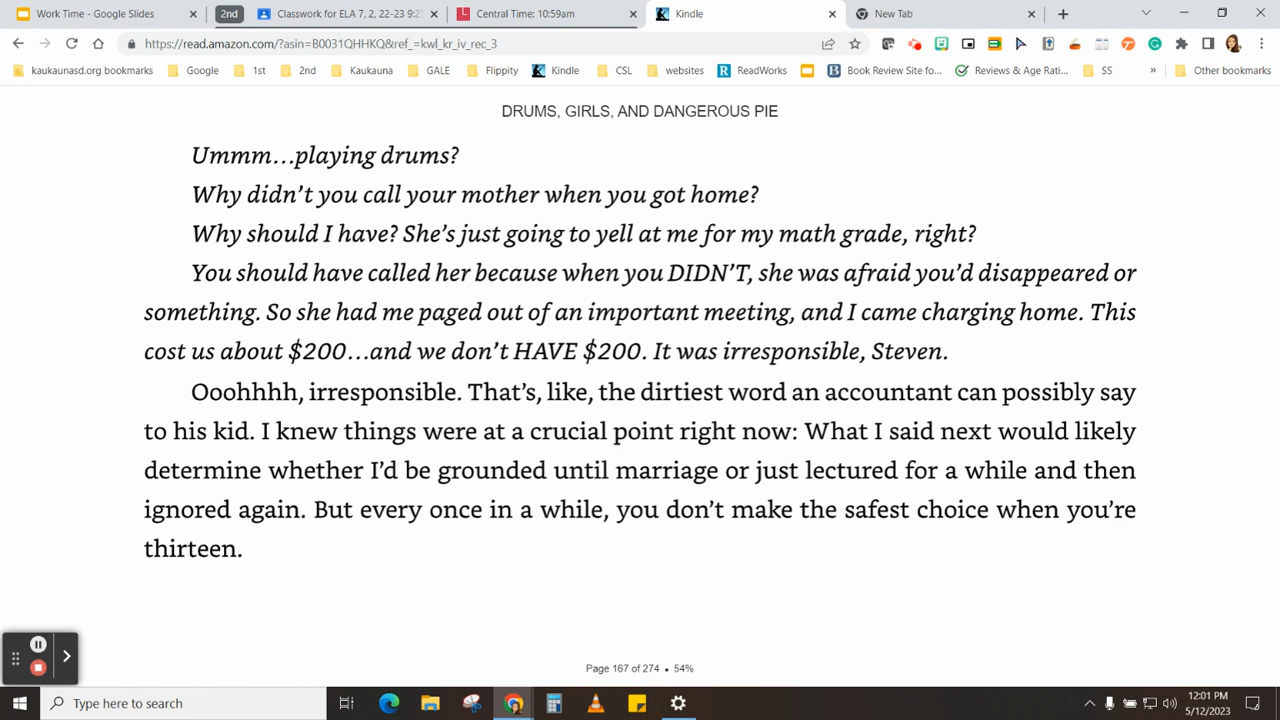 Work Time - Google Slides
2nd
Classwork for ELA 7, 2, 22-23 9:2
Central Time: 10:59am
Kindle
New Tab
https://read.amazon.com/?asin=B0031QHHKQ&ref_=kwl_kr_iv_rec_3
kaukaunasd.org bookmarks
Google
1st
2nd
Kaukauna
GALE
Flippity
Kindle
CSL
websites
ReadWorks
Book Review Site fo...
Reviews & Age Rati...
SS
»
Other bookmarks
DRUMS, GIRLS, AND DANGEROUS PIE
Ummm…playing drums?
Why didn’t you call your mother when you got home?
Why should I have? She’s just going to yell at me for my math grade, right?
You should have called her because when you DIDN’T, she was afraid you’d disappeared or
something. So she had me paged out of an important meeting, and I came charging home. This
cost us about $200…and we don’t HAVE $200. It was irresponsible, Steven.
Ooohhhh, irresponsible. That’s, like, the dirtiest word an accountant can possibly say
to his kid. I knew things were at a crucial point right now: What I said next would likely
determine whether I’d be grounded until marriage or just lectured for a while and then
ignored again. But every once in a while, you don’t make the safest choice when you’re
thirteen.
Page 167 of 274 • 54%
Type here to search
12:01 PM
5/12/2023